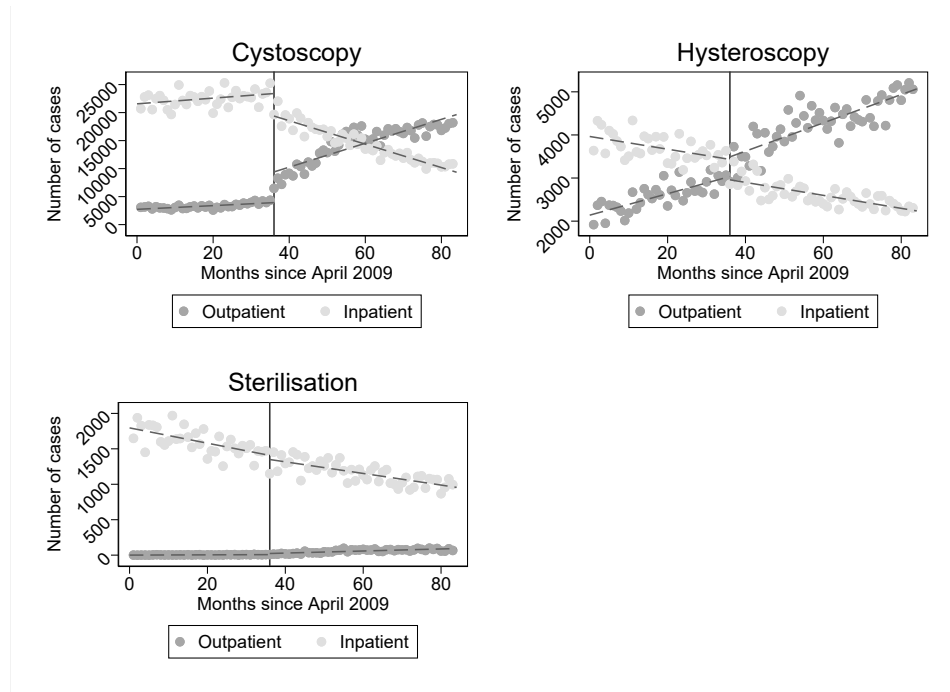 Cystoscopy
Number of cases
25000
20000
15000
10000
5000
0
0 20 40 60 80
Months since April 2009
Outpatient Inpatient
Hysteroscopy
Number of cases
5000
4000
3000
2000
0 20 40 60 80
Months since April 2009
Outpatient Inpatient
Sterilisation
Number of cases
2000
1500
1000
500
0
0 20 40 60 80
Months since April 2009
Outpatient Inpatient